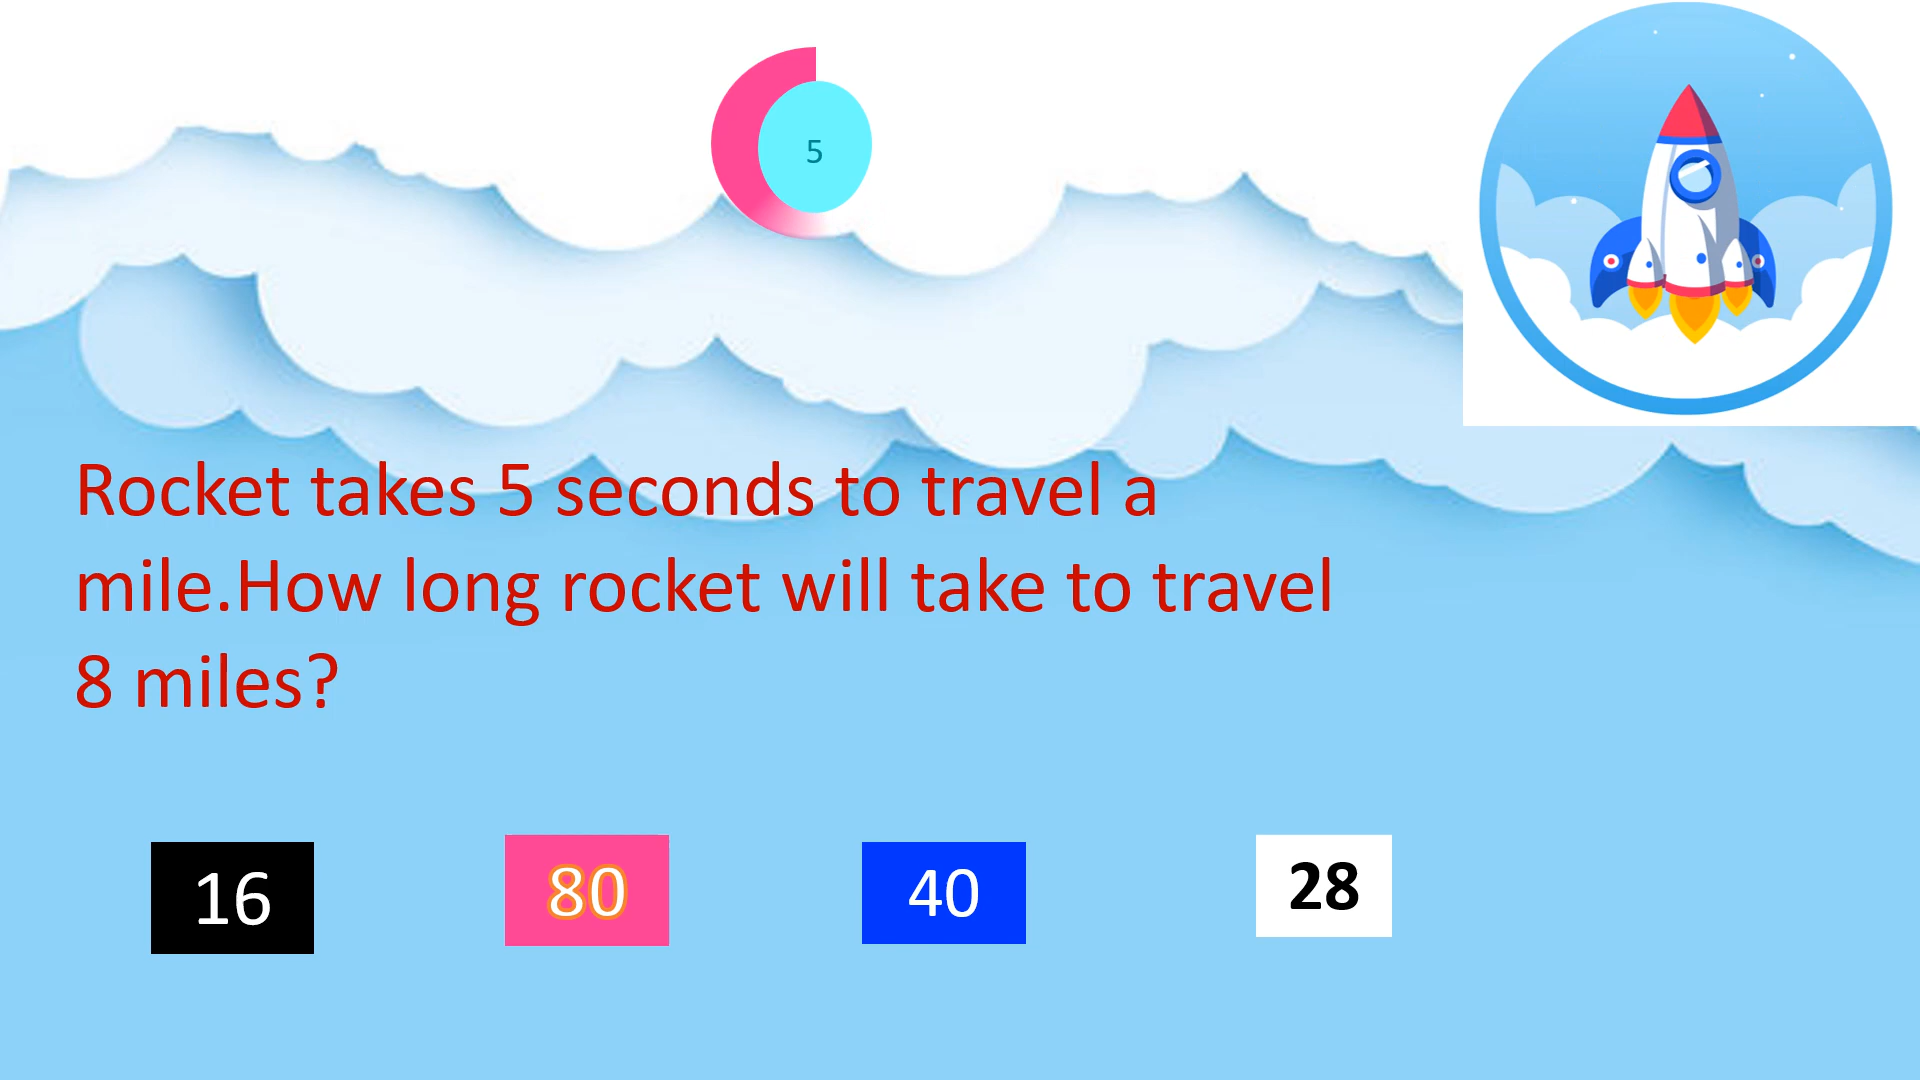 5
Rocket takes 5 seconds to travel a
mile.How long rocket will take to travel
8 miles?
16
80
40
28